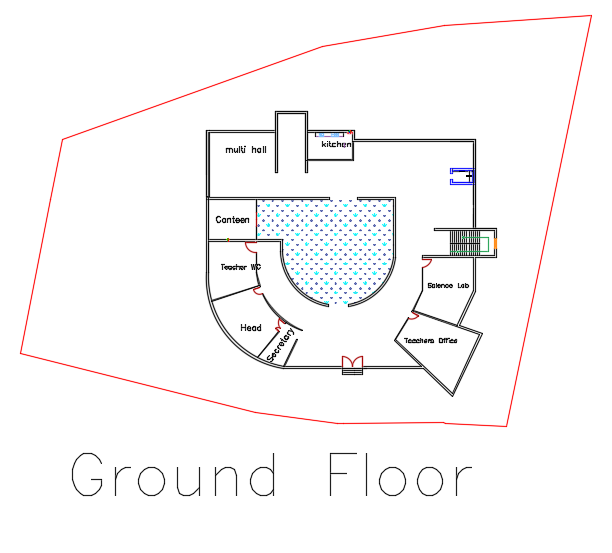 multi hall
kitchen
Canteen
Teacher WC
Science Lab
Head
Secretary
Teachers Office
Ground Floor